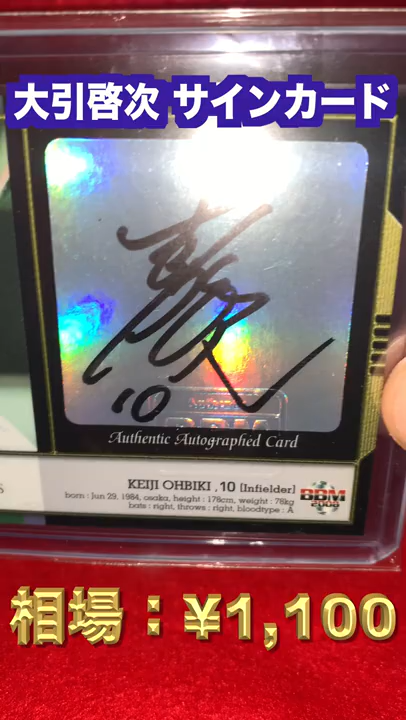 大引啓次 サインカード
10
Authentic Autographed Card
KEIJI OHBIKI , 10 [Infielder]
born : Jun 29, 1984, osaka, height : 178cm, weight : 78kg
bats : right, throws : right, bloodtype : A
BBM
2008
相場：¥1,100